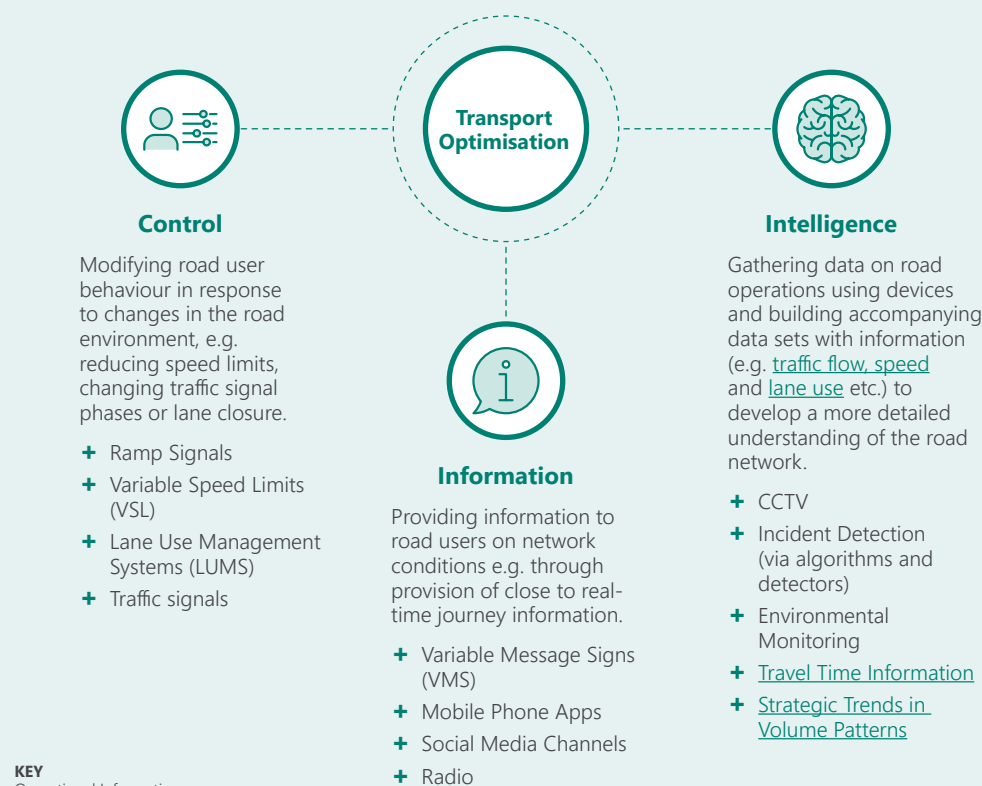 Transport
Optimisation
Control
Modifying road user
behaviour in response
to changes in the road
environment, e.g.
reducing speed limits,
changing traffic signal
phases or lane closure.
+ Ramp Signals
+ Variable Speed Limits
(VSL)
+ Lane Use Management
Systems (LUMS)
+ Traffic signals
Information
Providing information to
road users on network
conditions e.g. through
provision of close to real-
time journey information.
+ Variable Message Signs
(VMS)
+ Mobile Phone Apps
+ Social Media Channels
+ Radio
Intelligence
Gathering data on road
operations using devices
and building accompanying
data sets with information
(e.g. traffic flow, speed
and lane use etc.) to
develop a more detailed
understanding of the road
network.
+ CCTV
+ Incident Detection
(via algorithms and
detectors)
+ Environmental
Monitoring
+ Travel Time Information
+ Strategic Trends in
Volume Patterns
KEY